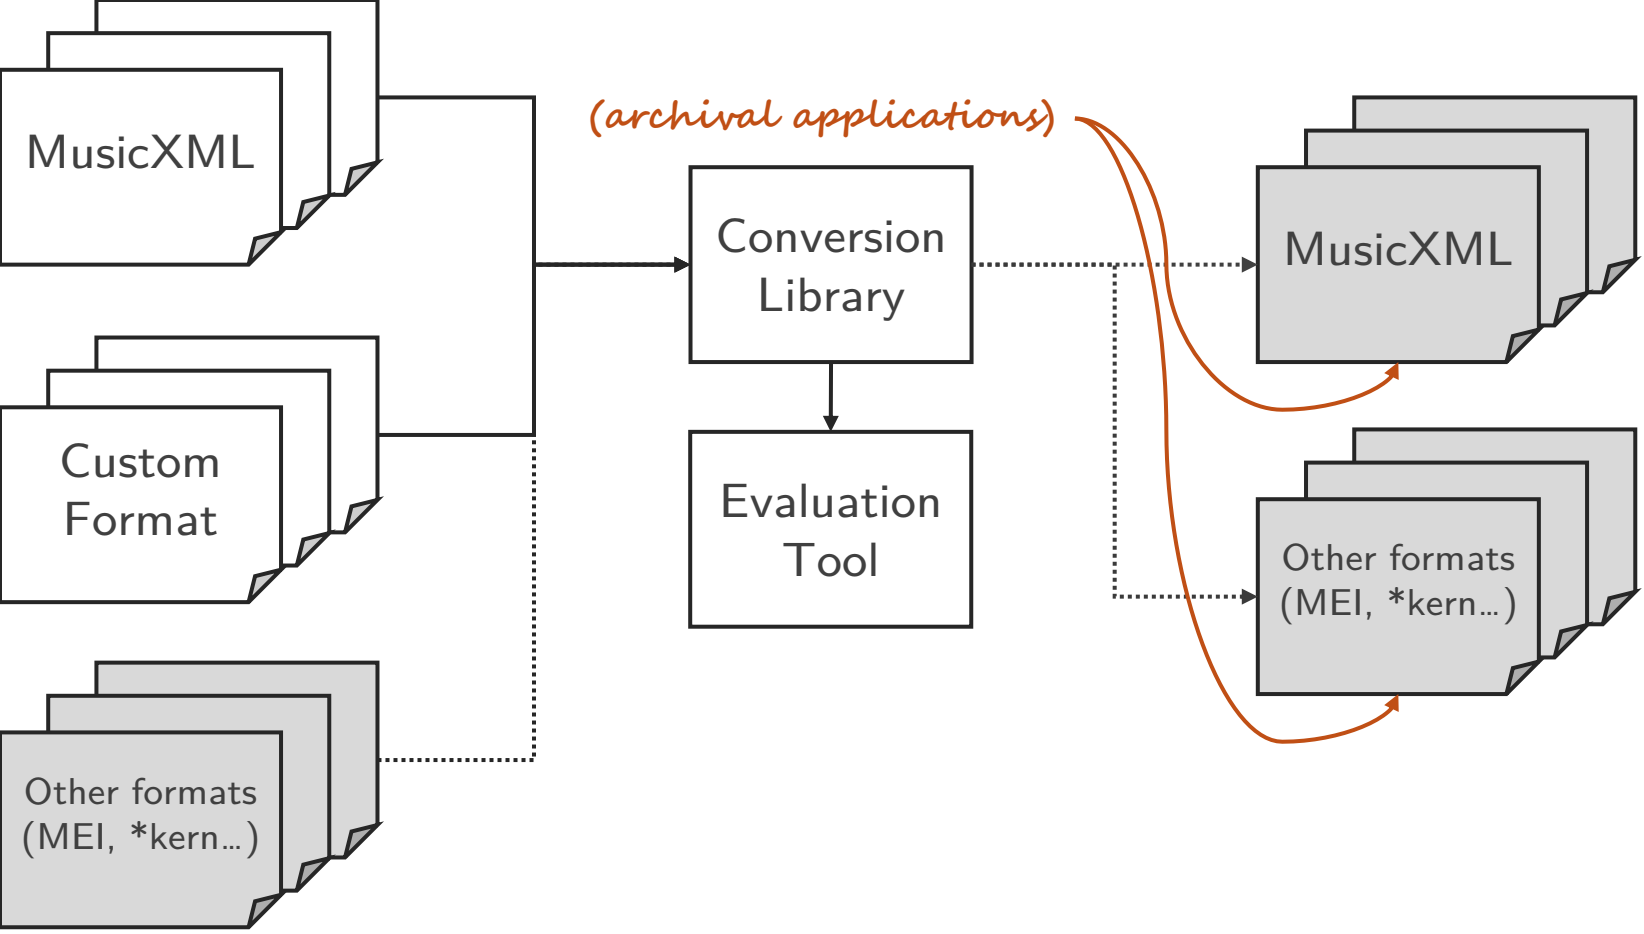 MusicXML
Custom
Format
Other formats
(MEI, *kern…)
(archival applications)
Conversion
Library
Evaluation
Tool
MusicXML
Other formats
(MEI, *kern…)